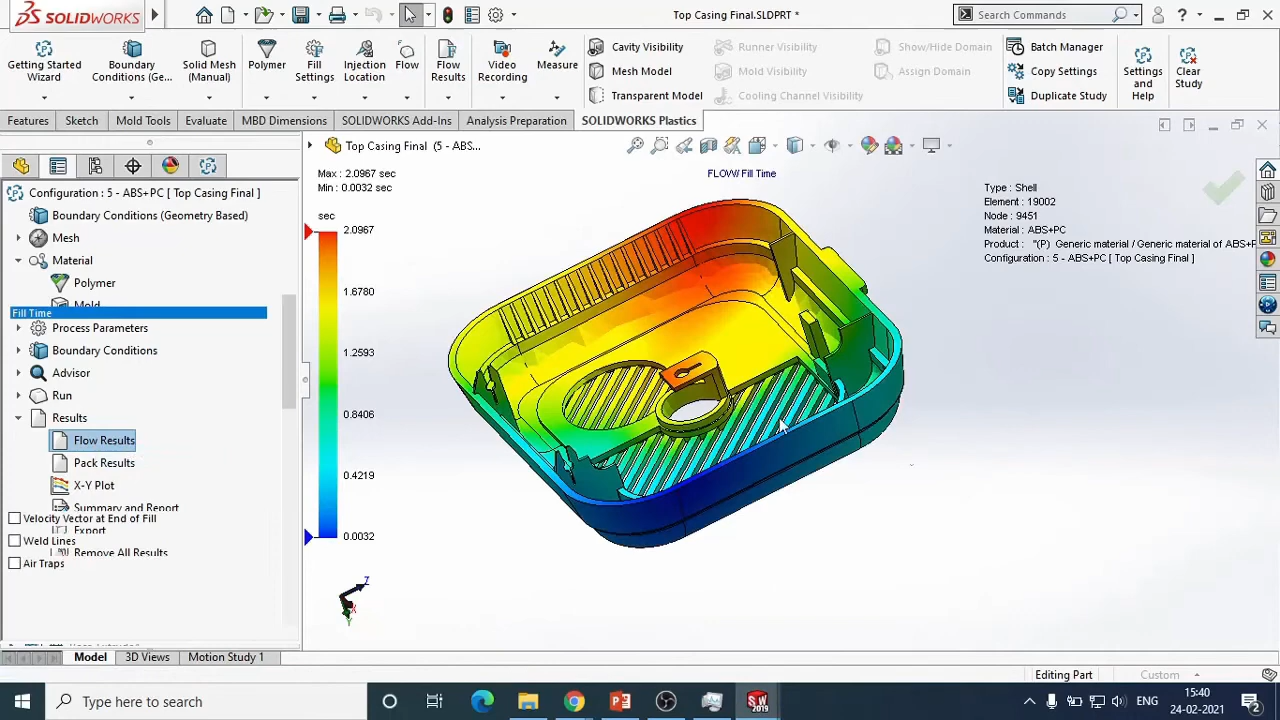 SOLIDWORKS
Top Casing Final.SLDPRT *
Search Commands
Getting Started Wizard
Boundary Conditions (Ge...
Solid Mesh (Manual)
Polymer
Fill Settings
Injection Location
Flow
Flow Results
Video Recording
Measure
Cavity Visibility
Mesh Model
Transparent Model
Runner Visibility
Mold Visibility
Cooling Channel Visibility
Show/Hide Domain
Assign Domain
Batch Manager
Copy Settings
Duplicate Study
Settings and Help
Clear Study
Features
Sketch
Mold Tools
Evaluate
MBD Dimensions
SOLIDWORKS Add-Ins
Analysis Preparation
SOLIDWORKS Plastics
Top Casing Final (5 - ABS...
Configuration: 5 - ABS+PC [ Top Casing Final ]
Boundary Conditions (Geometry Based)
Mesh
Material
Polymer
Mold
Fill Time
Process Parameters
Boundary Conditions
Advisor
Run
Results
Flow Results
Pack Results
X-Y Plot
Summary and Report
Velocity Vector at End of Fill
Export
Weld Lines
Remove All Results
Air Traps
Max : 2.0967 sec
Min : 0.0032 sec
sec
2.0967
1.6780
1.2593
0.8406
0.4219
0.0032
FLOW/ Fill Time
Type : Shell
Element : 19002
Node : 9451
Material : ABS+PC
Product : "(P) Generic material / Generic material of ABS+P
Configuration : 5 - ABS+PC [ Top Casing Final ]
Z
X
Y
Model
3D Views
Motion Study 1
Editing Part
Custom
Type here to search
ENG
15:40
24-02-2021
2